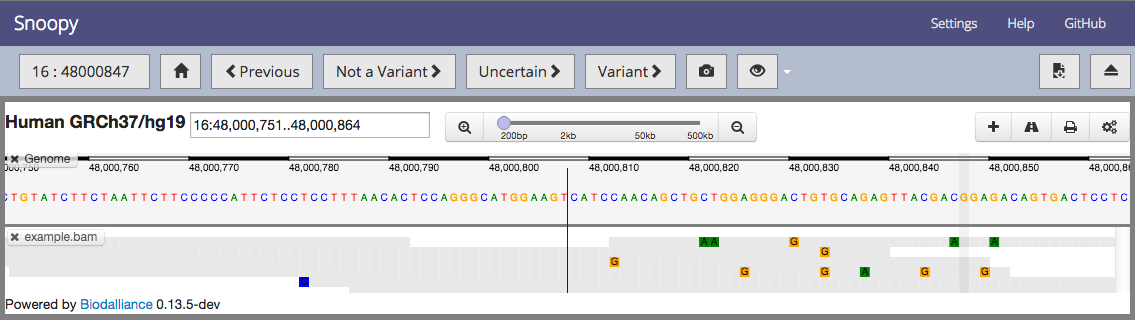 Snoopy
Settings Help GitHub
16 : 48000847 Previous Not a Variant Uncertain Variant
Human GRCh37/hg19 16:48,000,751..48,000,864
200bp 2kb 50kb 500kb
Genome
48,000,760 48,000,770 48,000,780 48,000,790 48,000,800 48,000,810 48,000,820 48,000,830 48,000,840 48,000,850
CTGTATCTTCTAATTCTTCCCCCATTCTCCTCCTTTAACACTCCAGGGCATGGAAGTCATCCAACAGCTGCTGGAGGGACTGTGCAGAGTTACGACGGAGACAGTGACTCCTC
example.bam
A A G A A
G
G
G G A G G
C
Powered by Biodalliance 0.13.5-dev